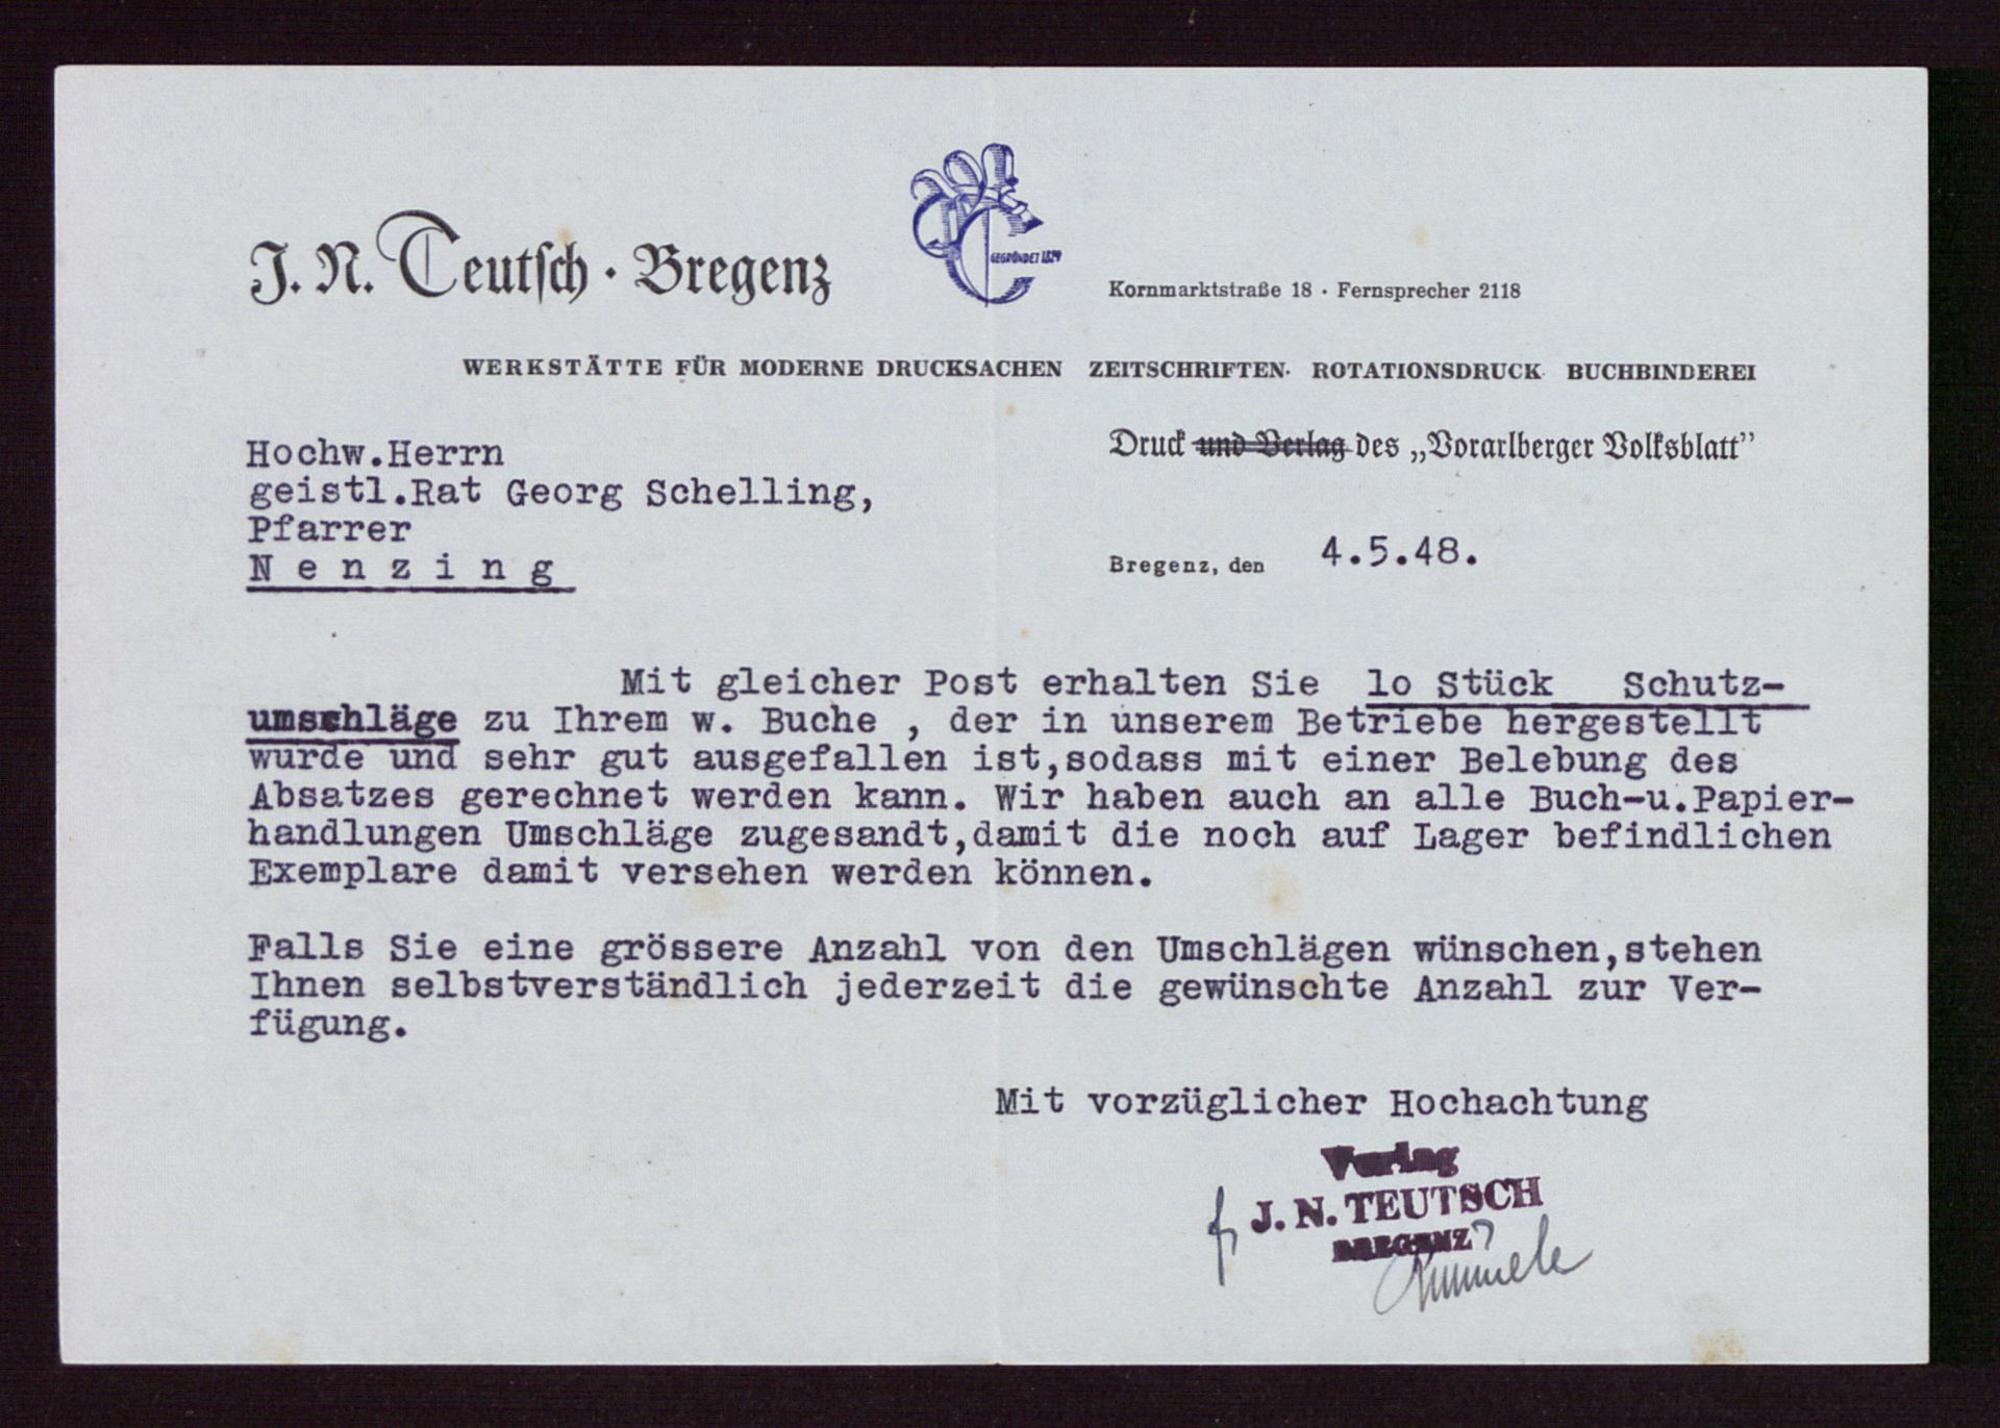 J. N. Teutsch · Bregenz
GEGRÜNDET
Kornmarktstraße 18 · Fernsprecher 2118
WERKSTÄTTE FÜR MODERNE DRUCKSACHEN ZEITSCHRIFTEN· ROTATIONSDRUCK BUCHBINDEREI
Druck und Verlag des „Vorarlberger Volksblatt”
Hochw.Herrn
geistl.Rat Georg Schelling,
Pfarrer
N e n z i n g
Bregenz, den 4.5.48.
Mit gleicher Post erhalten Sie lo Stück Schutz-
umschläge zu Ihrem w. Buche , der in unserem Betriebe hergestellt
wurde und sehr gut ausgefallen ist,sodass mit einer Belebung des
Absatzes gerechnet werden kann. Wir haben auch an alle Buch-u.Papier-
handlungen Umschläge zugesandt,damit die noch auf Lager befindlichen
Exemplare damit versehen werden können.
Falls Sie eine grössere Anzahl von den Umschlägen wünschen,stehen
Ihnen selbstverständlich jederzeit die gewünschte Anzahl zur Ver-
fügung.
Mit vorzüglicher Hochachtung
Verlag
J. N. TEUTSCH
BREGENZ